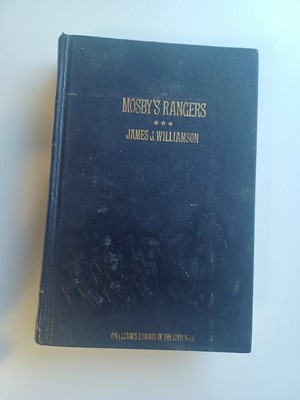 MOSBY'S RANGERS
★★★
JAMES J. WILLIAMSON
COLLECTOR'S LIBRARY OF THE CIVIL WAR